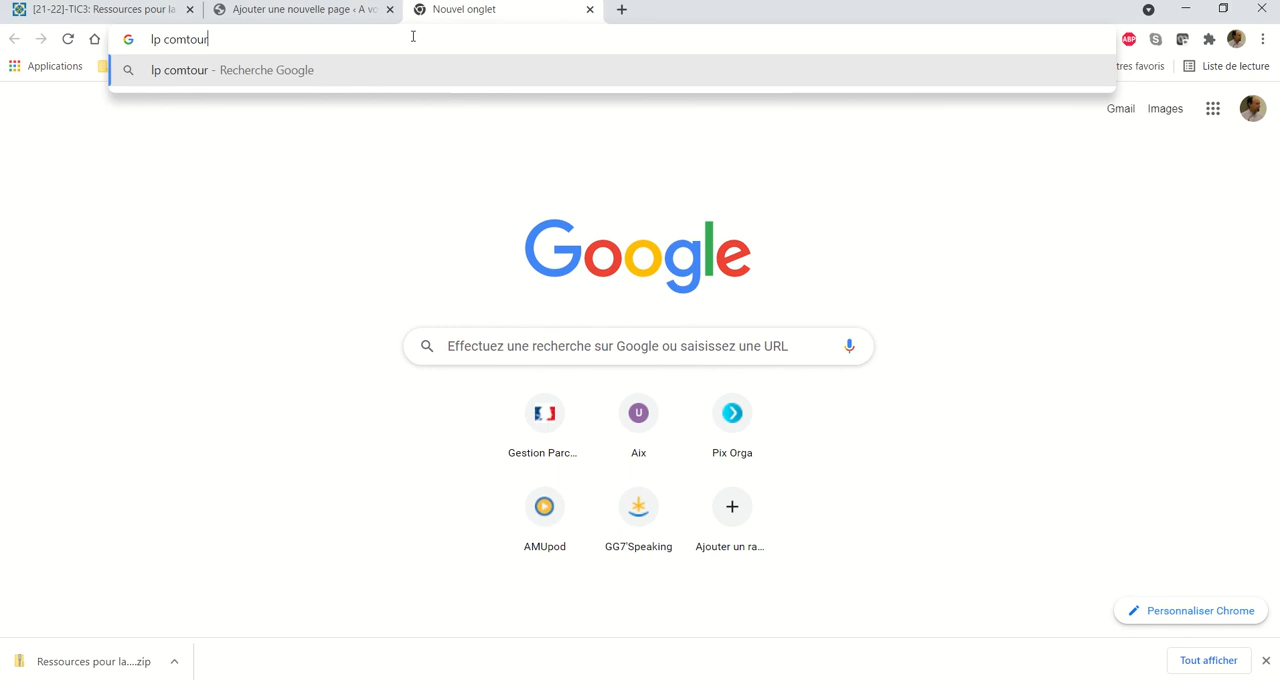 [21-22]-TIC3: Ressources pour la
Ajouter une nouvelle page ‹ A vo
Nouvel onglet
lp comtour
ABP
lp comtour - Recherche Google
Applications
tres favoris
Liste de lecture
Gmail
Images
Google
Effectuez une recherche sur Google ou saisissez une URL
U
Gestion Parc...
Aix
Pix Orga
AMUpod
GG7'Speaking
Ajouter un ra...
Personnaliser Chrome
Ressources pour la....zip
Tout afficher